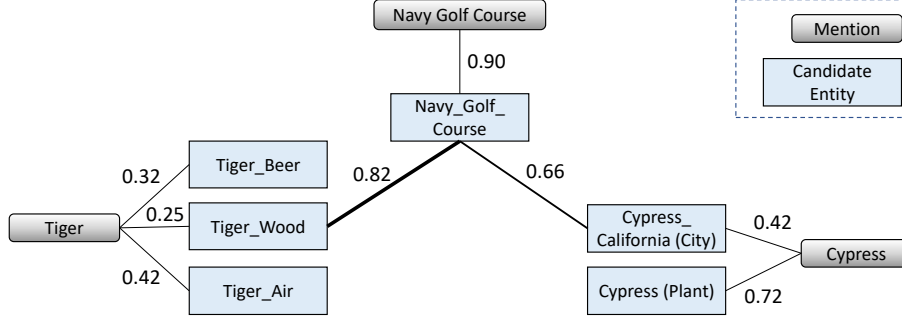 Navy Golf Course
Mention
0.90
Candidate
Entity
Navy_Golf_
Course
Tiger_Beer
0.32
0.82
0.66
Tiger
0.25
Tiger_Wood
Cypress_
California (City)
0.42
Cypress
0.42
Tiger_Air
Cypress (Plant)
0.72